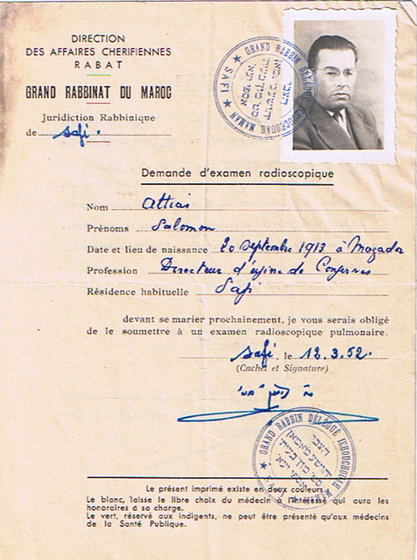 DIRECTION
DES AFFAIRES CHERIFIENNES
RABAT
GRAND RABBINAT DU MAROC
Juridiction Rabbinique
de Safi
GRAND RABBIN
SAFI
MAMAN
Demande d'examen radioscopique
Nom Attias
Prénoms Salomon
Date et lieu de naissance 20 septembre 1913 à Mogador
Profession Directeur d'usine de Conserves
Résidence habituelle Safi
devant se marier prochainement, je vous serais obligé
de le soumettre à un examen radioscopique pulmonaire.
Safi, le 12.3.52.
(Cachet et Signature)
GRAND RABBIN DÉLÉGUÉ
Le présent imprimé existe en deux couleurs
Le blanc, laisse le libre choix du médecin à l'intéressé qui aura les
honoraires à sa charge.
Le vert, réservé aux indigents, ne peut être présenté qu'aux médecins
de la Santé Publique.